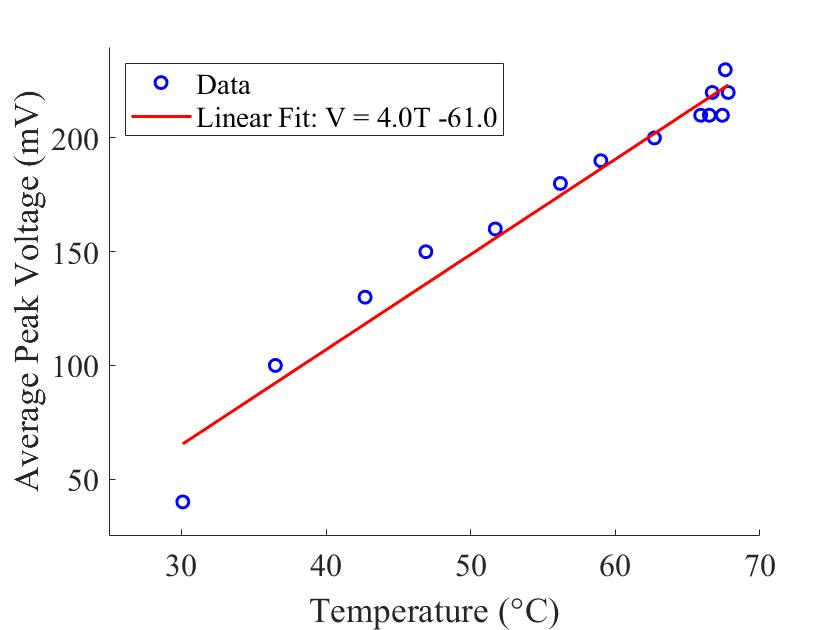 Data
Linear Fit: V = 4.0T -61.0
Average Peak Voltage (mV)
200
150
100
50
30 40 50 60 70
Temperature (°C)